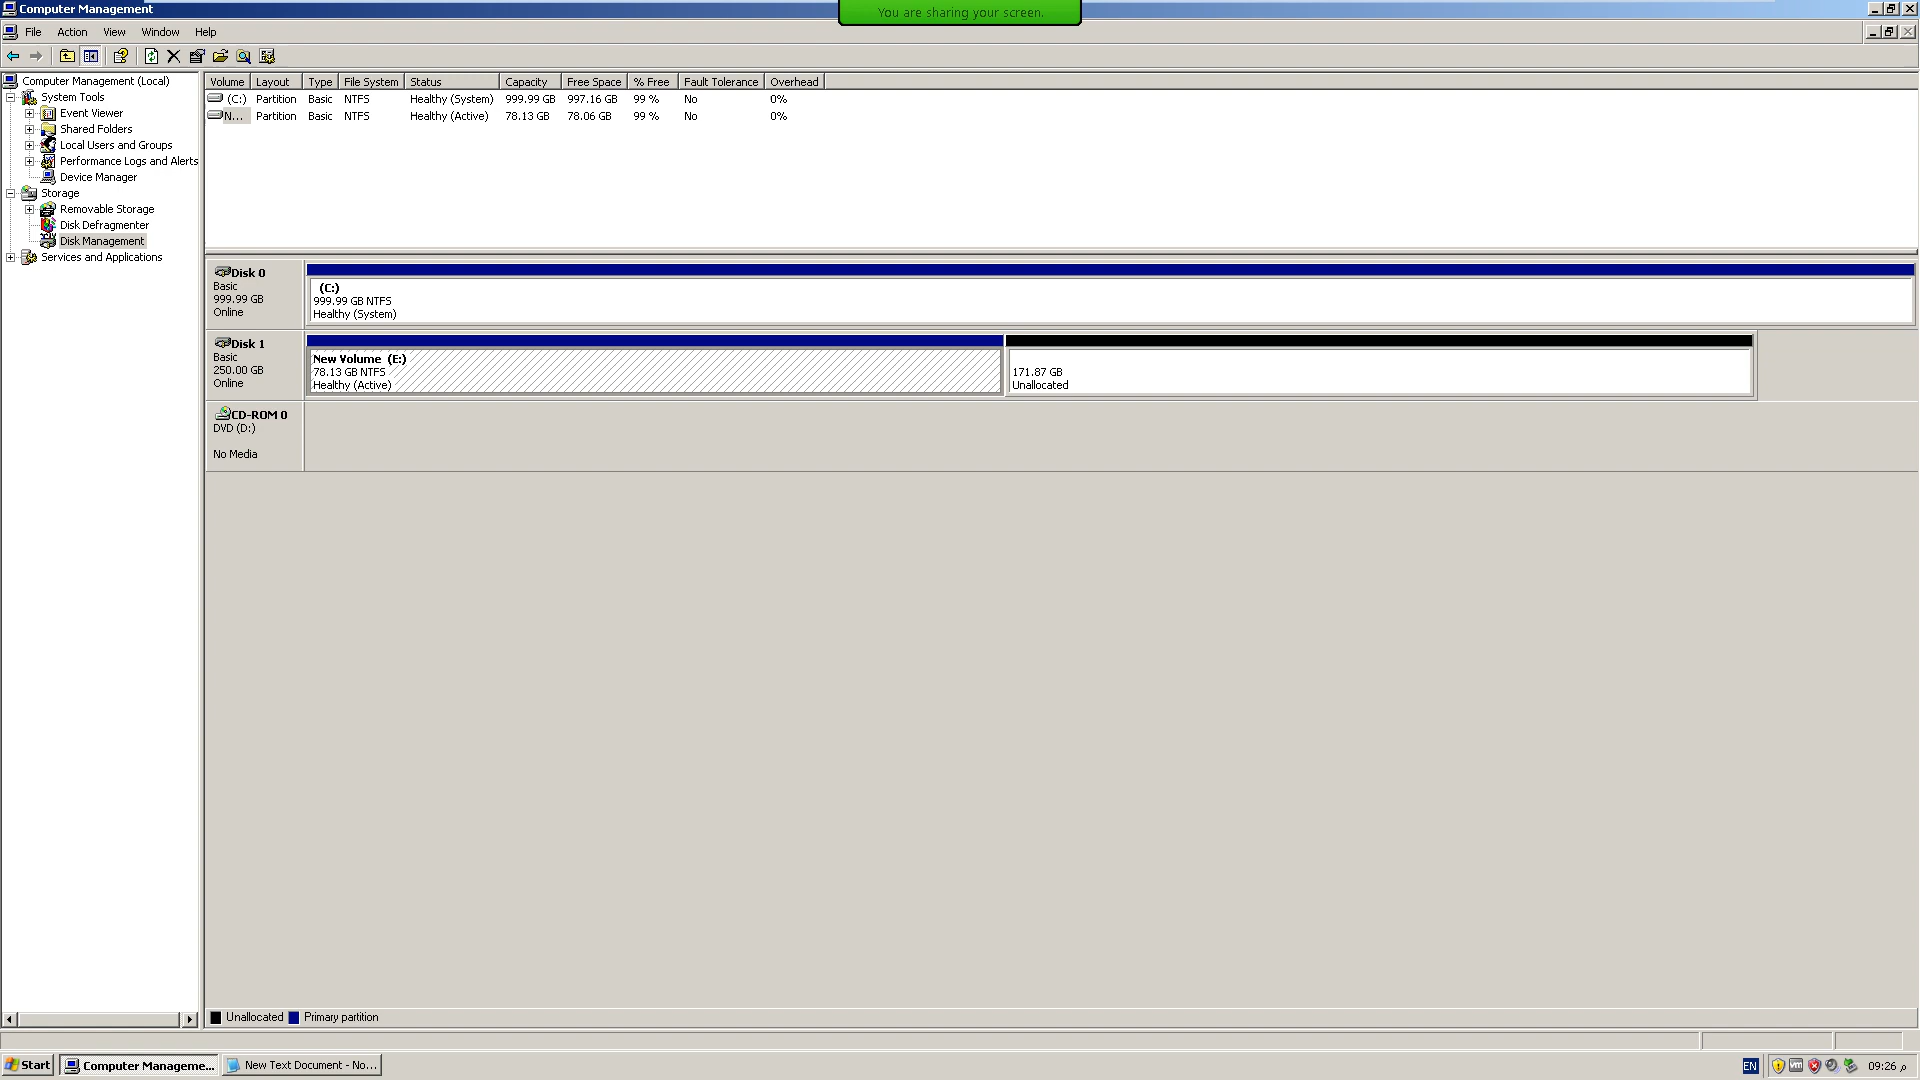 Computer Management
You are sharing your screen.
File Action View Window Help
Computer Management (Local)
System Tools
Event Viewer
Shared Folders
Local Users and Groups
Performance Logs and Alerts
Device Manager
Storage
Removable Storage
Disk Defragmenter
Disk Management
Services and Applications
Volume Layout Type File System Status Capacity Free Space % Free Fault Tolerance Overhead
(C:) Partition Basic NTFS Healthy (System) 999.99 GB 997.16 GB 99 % No 0%
N... Partition Basic NTFS Healthy (Active) 78.13 GB 78.06 GB 99 % No 0%
Disk 0
Basic
999.99 GB
Online
(C:)
999.99 GB NTFS
Healthy (System)
Disk 1
Basic
250.00 GB
Online
New Volume (E:)
78.13 GB NTFS
Healthy (Active)
171.87 GB
Unallocated
CD-ROM 0
DVD (D:)
No Media
Unallocated Primary partition
Start Computer Manageme... New Text Document - No... EN 09:26 م